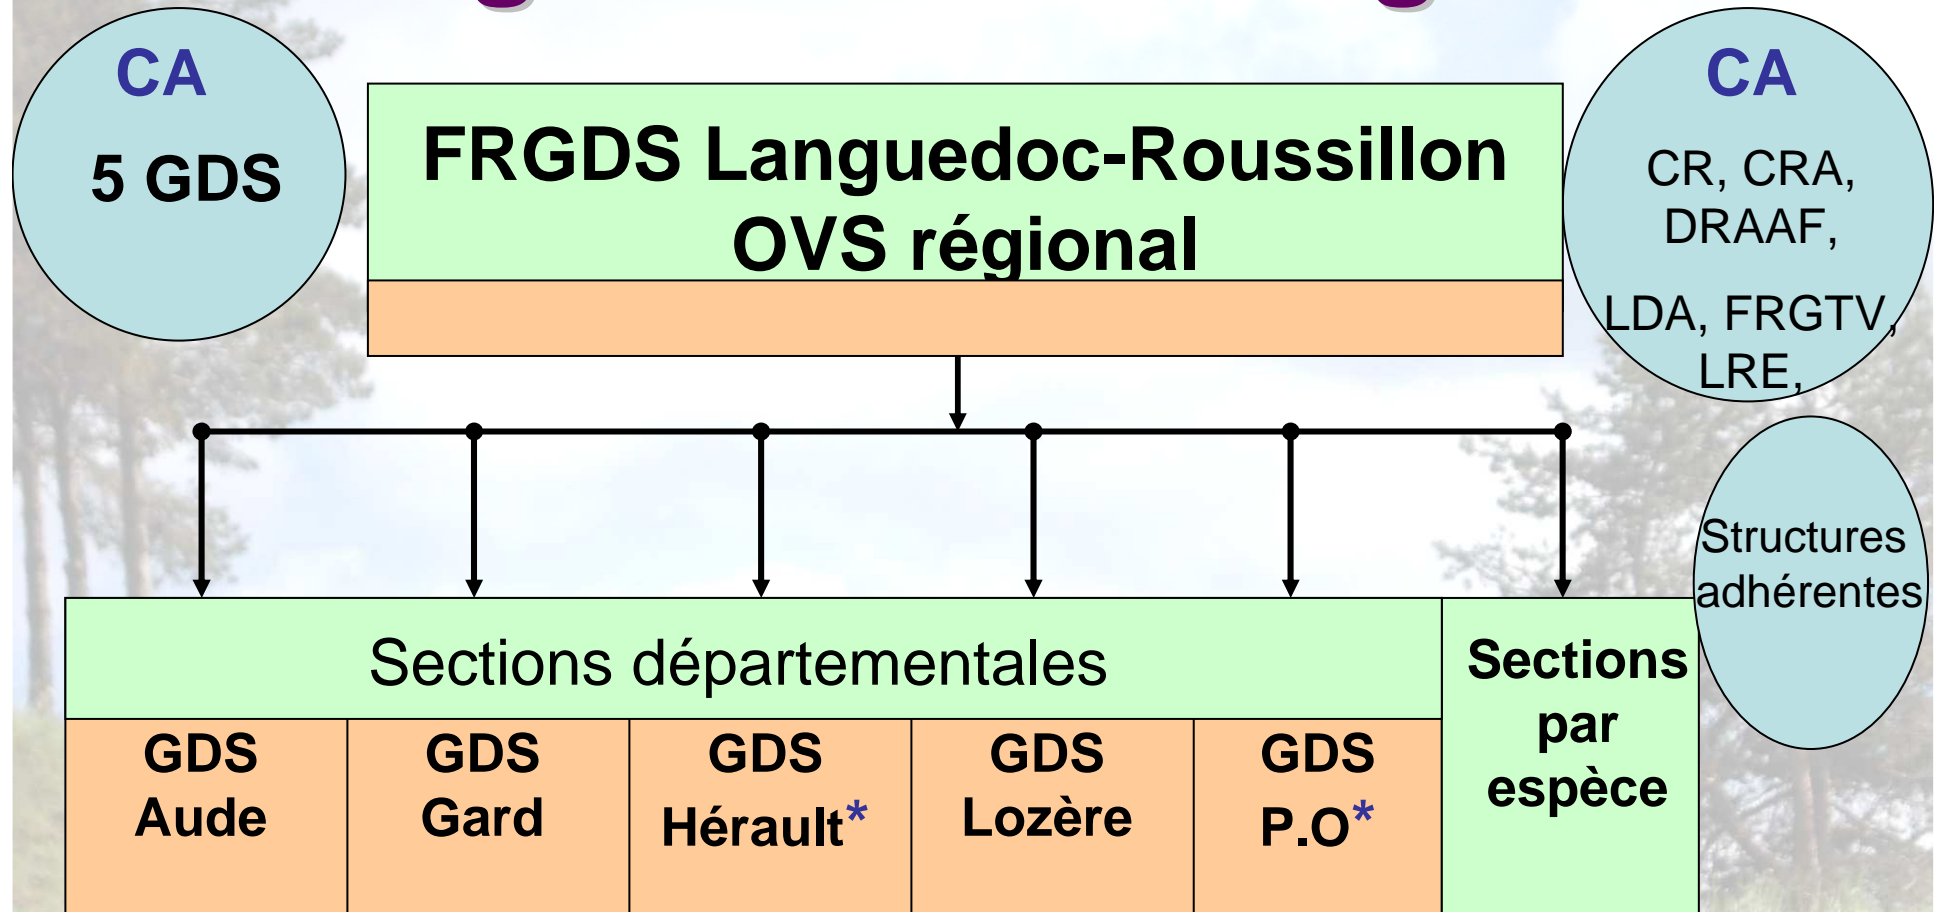 CA
5 GDS
FRGDS Languedoc-Roussillon
OVS régional
CA
CR, CRA,
DRAAF,
LDA, FRGTV,
LRE,
Structures
adhérentes
Sections départementales
Sections
par
espèce
GDS
Aude
GDS
Gard
GDS
Hérault*
GDS
Lozère
GDS
P.O*